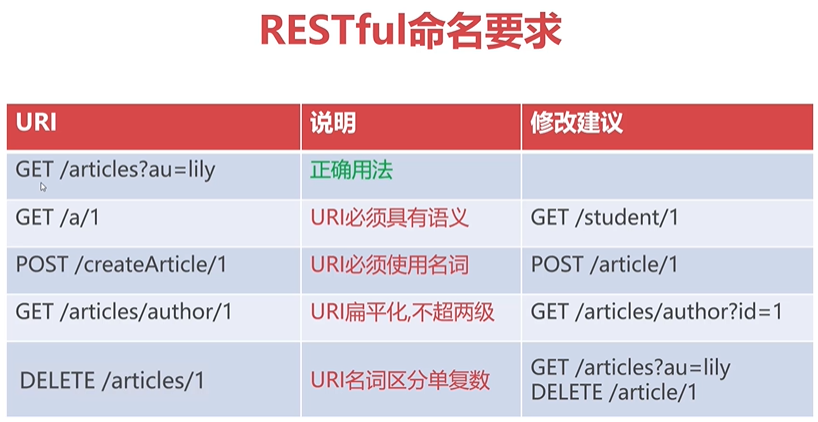 RESTful命名要求
URI 说明 修改建议
GET /articles?au=lily 正确用法
GET /a/1 URI必须具有语义 GET /student/1
POST /createArticle/1 URI必须使用名词 POST /article/1
GET /articles/author/1 URI扁平化,不超两级 GET /articles/author?id=1
DELETE /articles/1 URI名词区分单复数 GET /articles?au=lily
DELETE /article/1